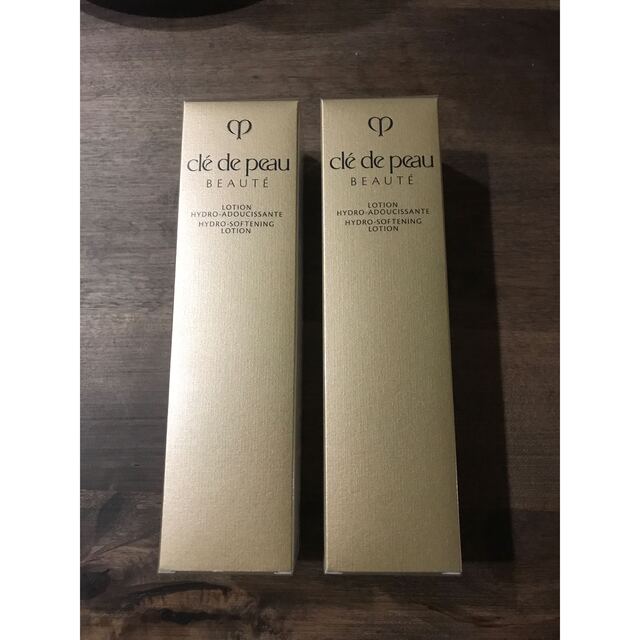 clé de peau
BEAUTÉ
LOTION
HYDRO-ADOUCISSANTE
HYDRO-SOFTENING
LOTION
clé de peau
BEAUTÉ
LOTION
HYDRO-ADOUCISSANTE
HYDRO-SOFTENING
LOTION